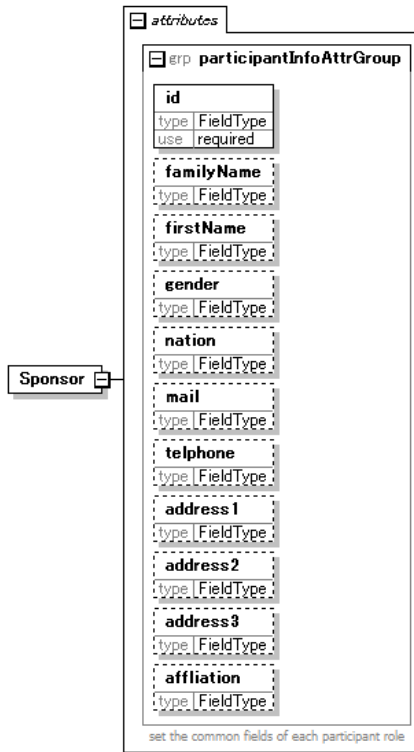 attributes
grp participantInfoAttrGroup
id
type FieldType
use required
familyName
type FieldType
firstName
type FieldType
gender
type FieldType
nation
type FieldType
Sponsor
mail
type FieldType
telphone
type FieldType
address1
type FieldType
address2
type FieldType
address3
type FieldType
affliation
type FieldType
set the common fields of each participant role